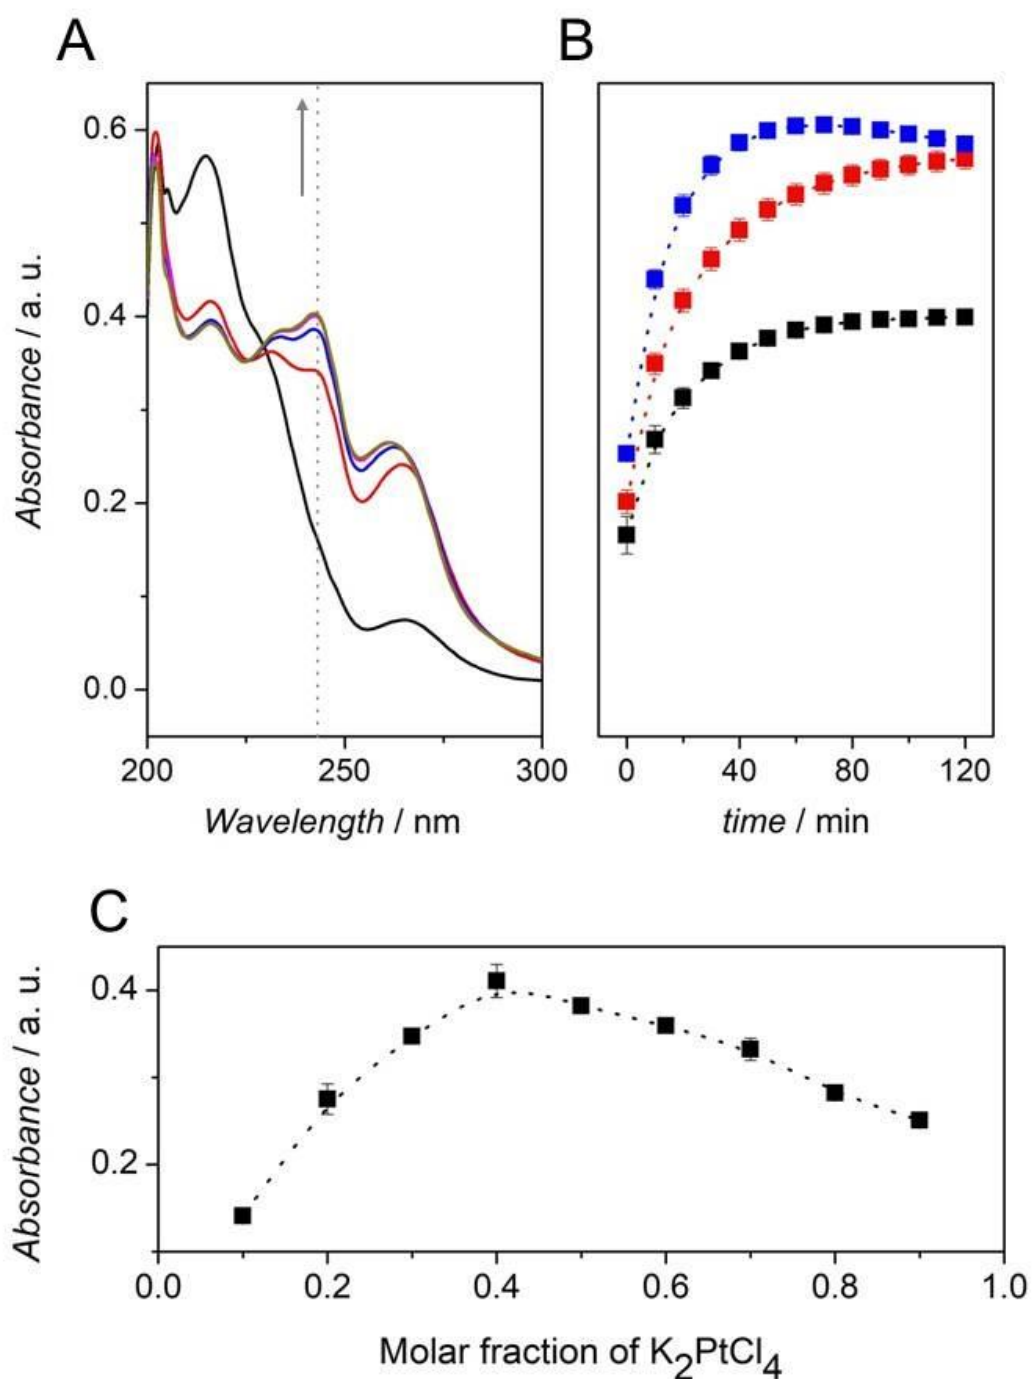 A
B
0.6
0.4
0.2
0.0
Absorbance / a. u.
200 250 300
0 40 80 120
Wavelength / nm
time / min
C
0.4
0.2
Absorbance / a. u.
0.0 0.2 0.4 0.6 0.8 1.0
Molar fraction of K₂PtCl₄